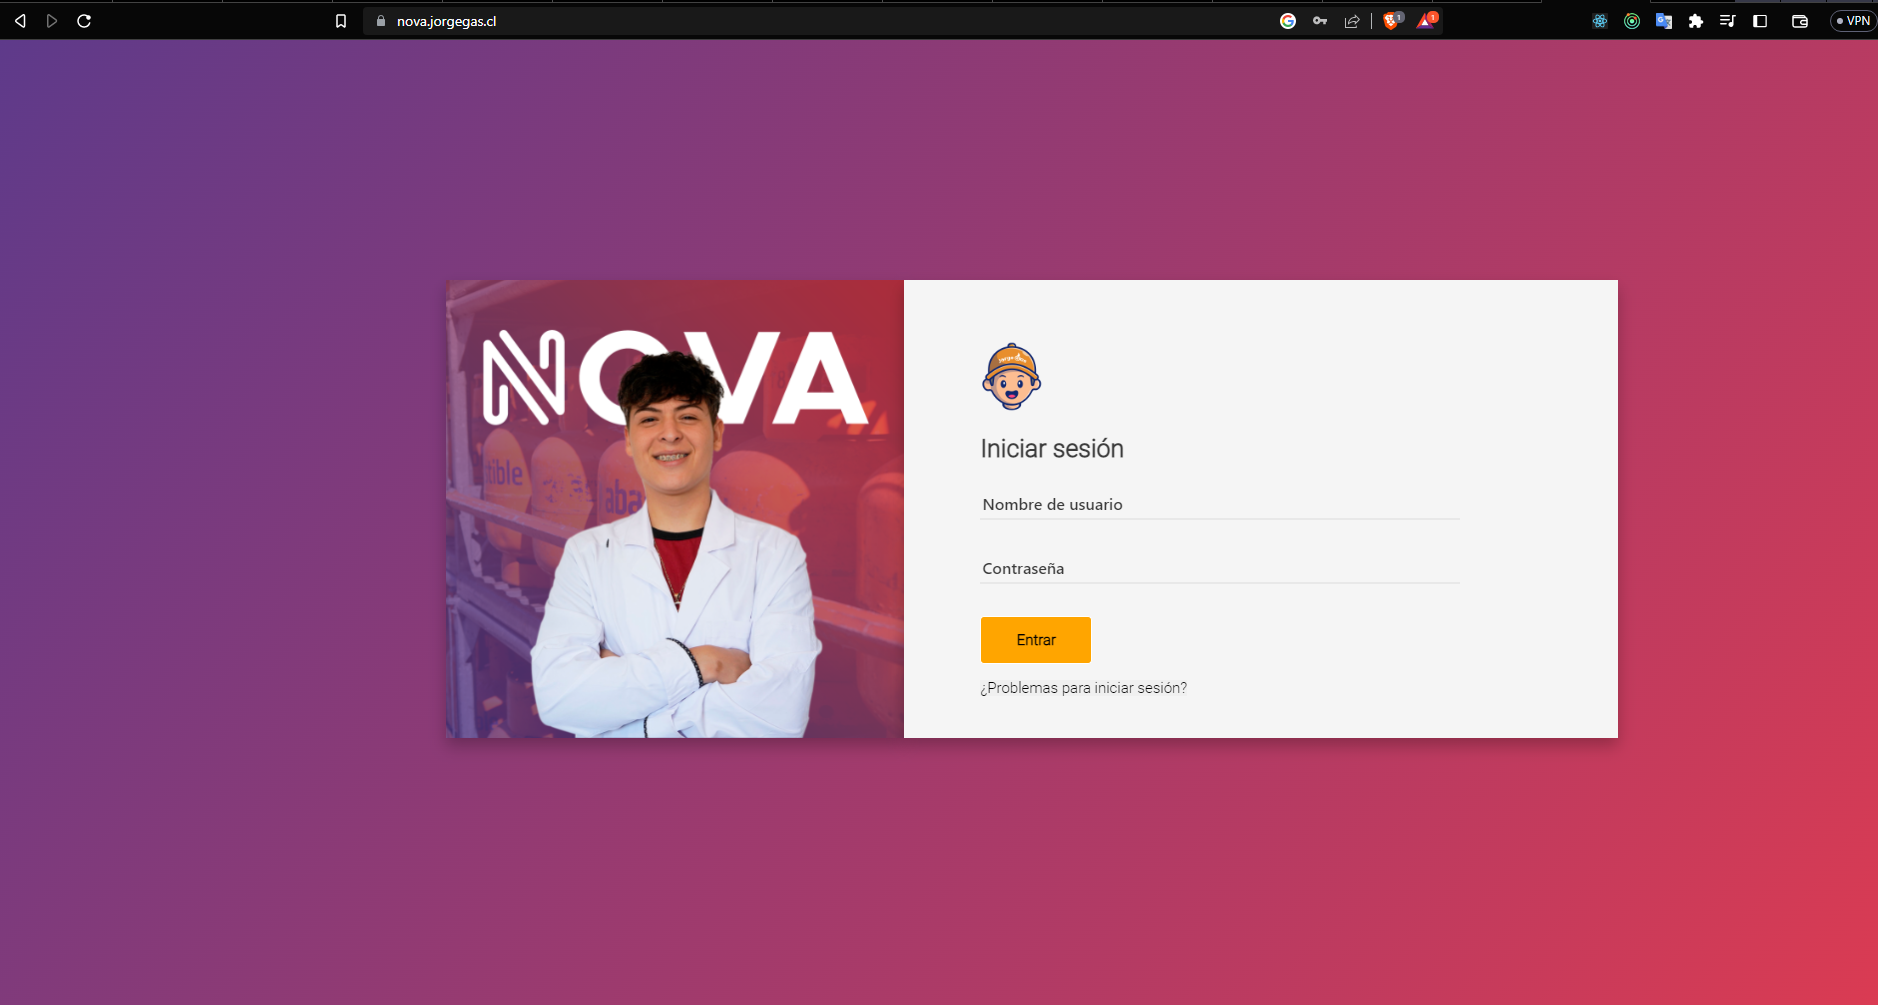 nova.jorgegas.cl
VPN
NOVA
tible
aba
Iniciar sesión
Nombre de usuario
Contraseña
Entrar
¿Problemas para iniciar sesión?